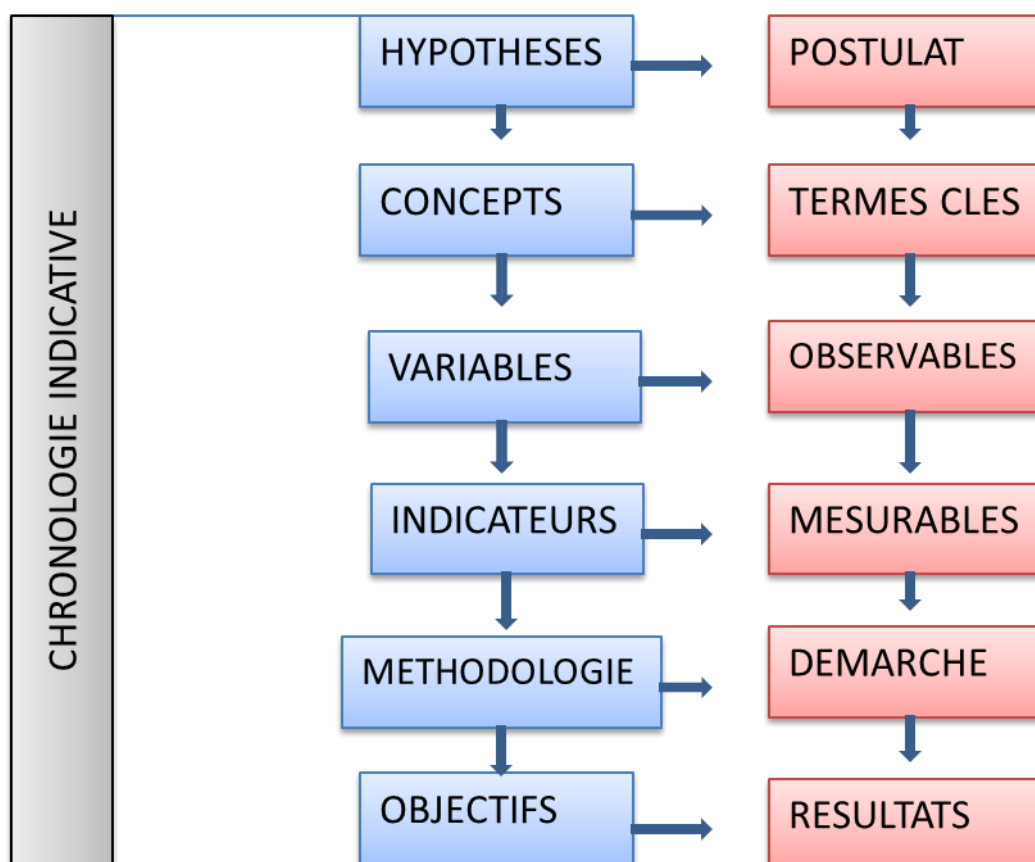 CHRONOLOGIE INDICATIVE
HYPOTHESES
POSTULAT
CONCEPTS
TERMES CLES
VARIABLES
OBSERVABLES
INDICATEURS
MESURABLES
METHODOLOGIE
DEMARCHE
OBJECTIFS
RESULTATS